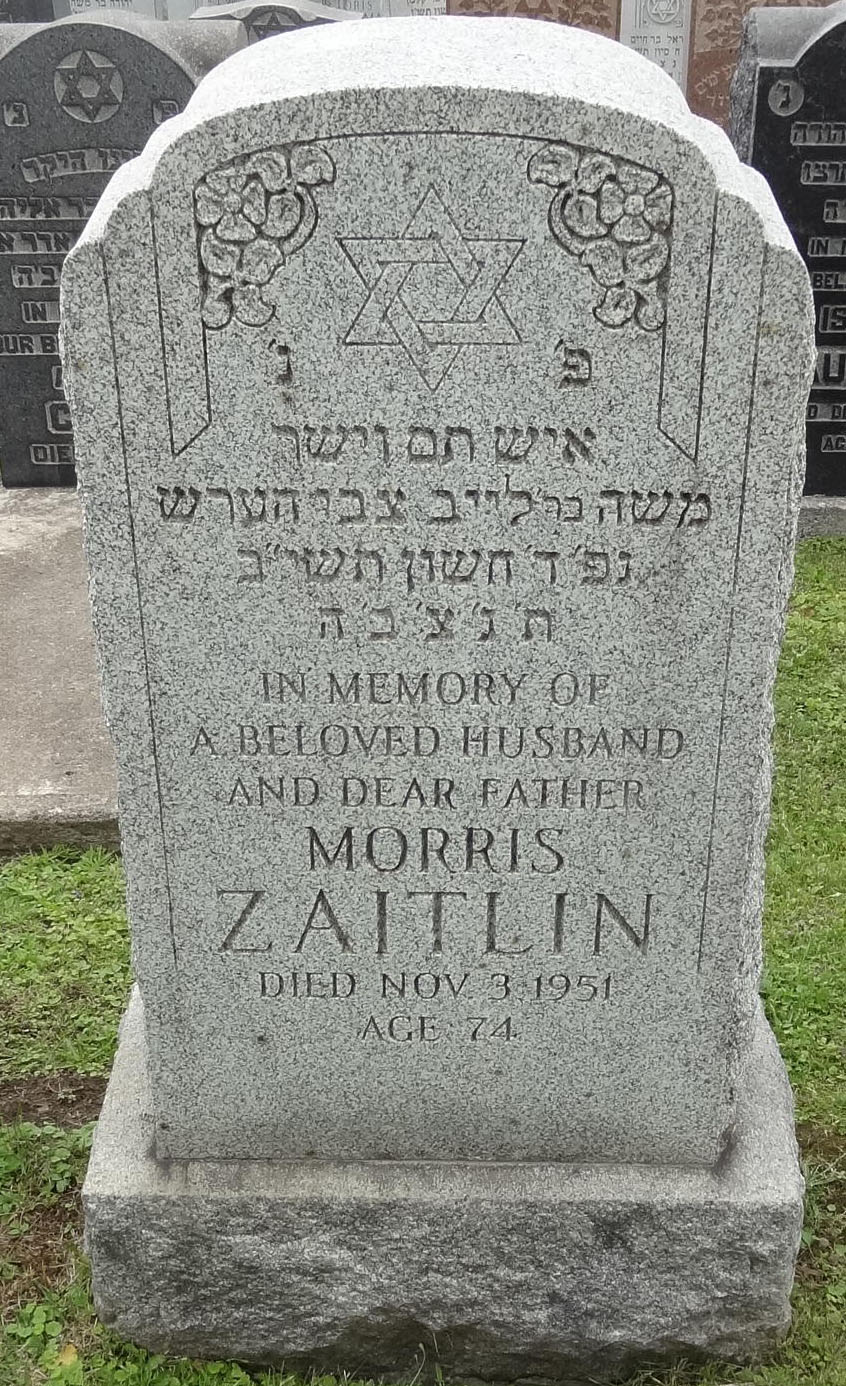 פ׳ נ׳
איש תם וישר
משה בר׳ לייב צבי הערש
נפ׳ ד׳ חשון תשי״ב
ת׳ נ׳ צ׳ ב׳ ה
IN MEMORY OF
A BELOVED HUSBAND
AND DEAR FATHER
MORRIS
ZAITLIN
DIED NOV. 3, 1951
AGE 74